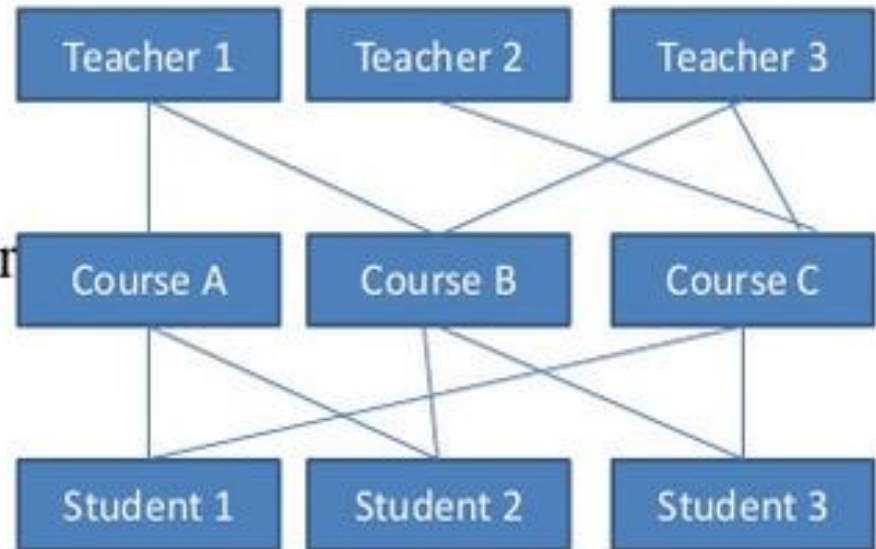 Teacher 1 Teacher 2 Teacher 3
r Course A Course B Course C
Student 1 Student 2 Student 3